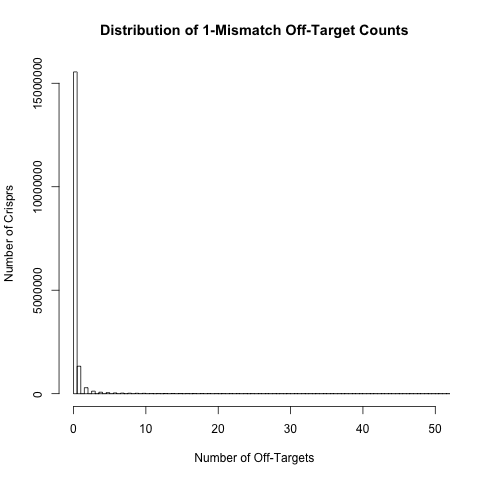 Distribution of 1-Mismatch Off-Target Counts
Number of Crisprs
15000000
10000000
5000000
0
0 10 20 30 40 50
Number of Off-Targets